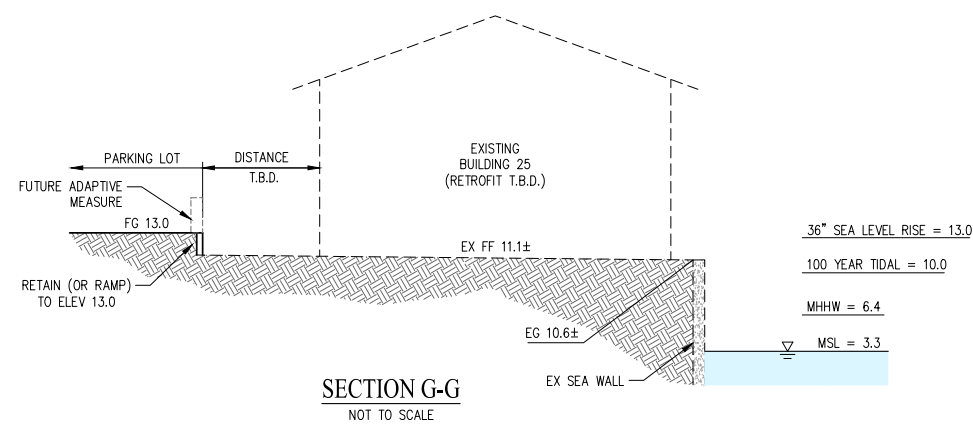 PARKING LOT
DISTANCE
T.B.D.
EXISTING
BUILDING 25
(RETROFIT T.B.D.)
FUTURE ADAPTIVE
MEASURE
FG 13.0
EX FF 11.1±
36" SEA LEVEL RISE = 13.0
100 YEAR TIDAL = 10.0
RETAIN (OR RAMP)
TO ELEV 13.0
MHHW = 6.4
EG 10.6±
MSL = 3.3
EX SEA WALL
SECTION G-G
NOT TO SCALE